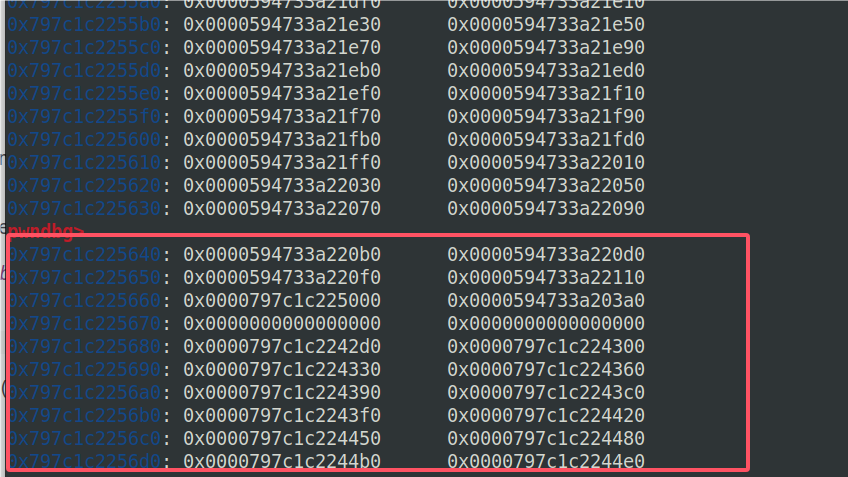 0x797c1c2255a0: 0x0000594733a21df0 0x0000594733a21e10
0x797c1c2255b0: 0x0000594733a21e30 0x0000594733a21e50
0x797c1c2255c0: 0x0000594733a21e70 0x0000594733a21e90
0x797c1c2255d0: 0x0000594733a21eb0 0x0000594733a21ed0
0x797c1c2255e0: 0x0000594733a21ef0 0x0000594733a21f10
0x797c1c2255f0: 0x0000594733a21f70 0x0000594733a21f90
0x797c1c225600: 0x0000594733a21fb0 0x0000594733a21fd0
0x797c1c225610: 0x0000594733a21ff0 0x0000594733a22010
0x797c1c225620: 0x0000594733a22030 0x0000594733a22050
0x797c1c225630: 0x0000594733a22070 0x0000594733a22090
pwndbg>
0x797c1c225640: 0x0000594733a220b0 0x0000594733a220d0
0x797c1c225650: 0x0000594733a220f0 0x0000594733a22110
0x797c1c225660: 0x0000797c1c225000 0x0000594733a203a0
0x797c1c225670: 0x0000000000000000 0x0000000000000000
0x797c1c225680: 0x0000797c1c2242d0 0x0000797c1c224300
0x797c1c225690: 0x0000797c1c224330 0x0000797c1c224360
0x797c1c2256a0: 0x0000797c1c224390 0x0000797c1c2243c0
0x797c1c2256b0: 0x0000797c1c2243f0 0x0000797c1c224420
0x797c1c2256c0: 0x0000797c1c224450 0x0000797c1c224480
0x797c1c2256d0: 0x0000797c1c2244b0 0x0000797c1c2244e0